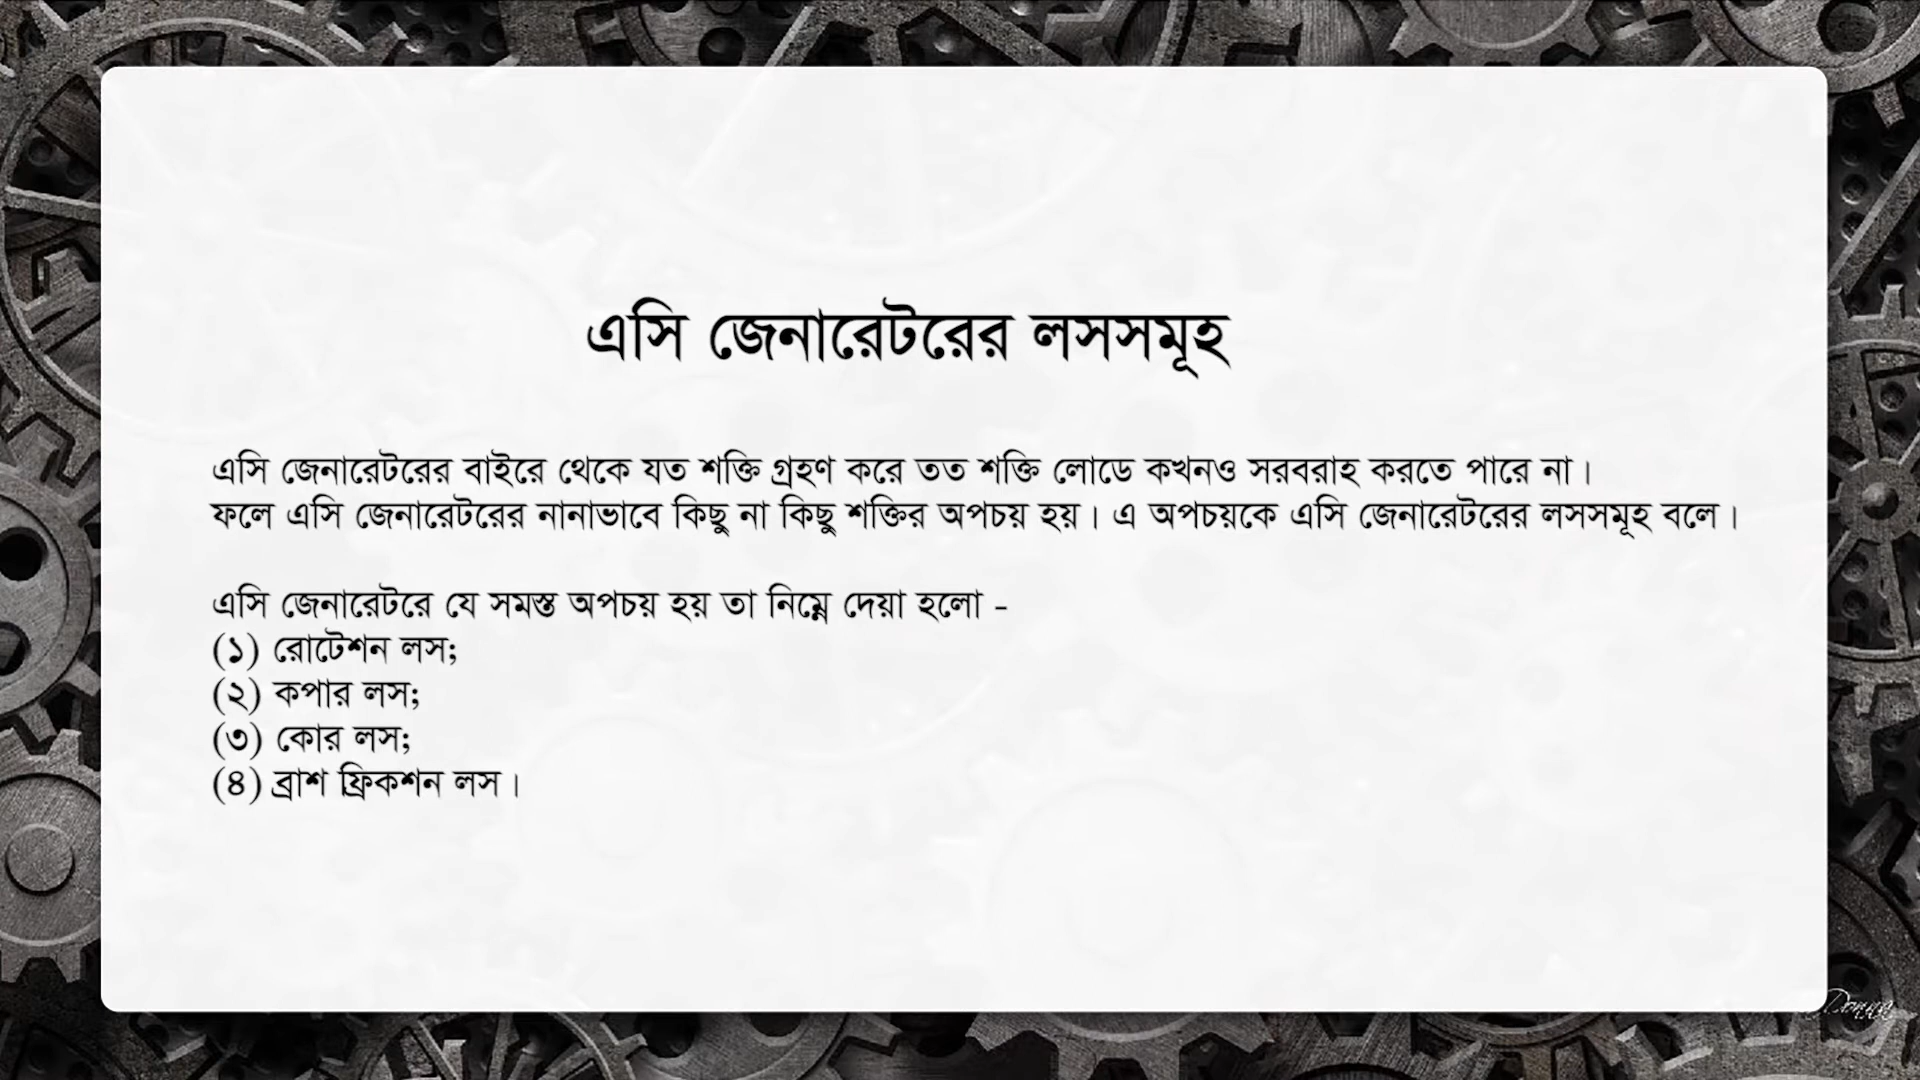 এসি জেনারেটরের লসসমূহ
এসি জেনারেটরের বাইরে থেকে যত শক্তি গ্রহণ করে তত শক্তি লোডে কখনও সরবরাহ করতে পারে না।
ফলে এসি জেনারেটরের নানাভাবে কিছু না কিছু শক্তির অপচয় হয়। এ অপচয়কে এসি জেনারেটরের লসসমূহ বলে।
এসি জেনারেটরে যে সমস্ত অপচয় হয় তা নিম্নে দেয়া হলো -
(১) রোটেশন লস;
(২) কপার লস;
(৩) কোর লস;
(৪) ব্রাশ ফ্রিকশন লস।